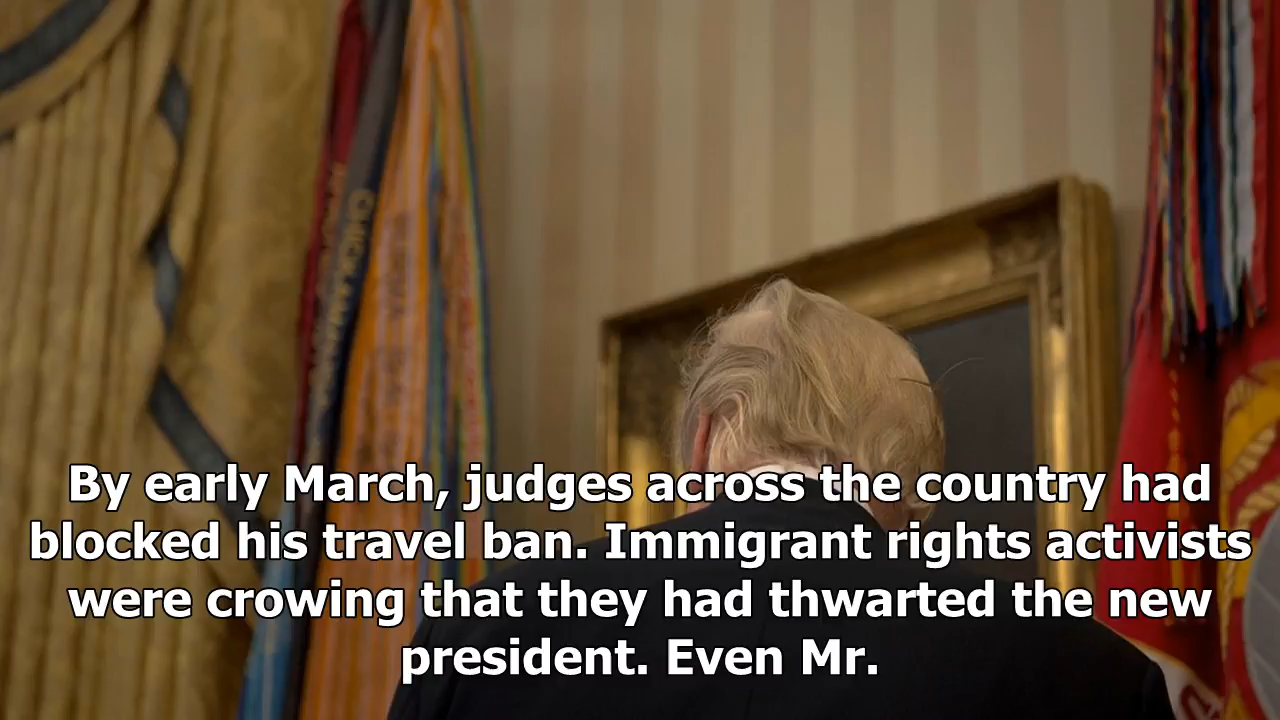 CHICKAMAUGA
By early March, judges across the country had
blocked his travel ban. Immigrant rights activists
were crowing that they had thwarted the new
president. Even Mr.